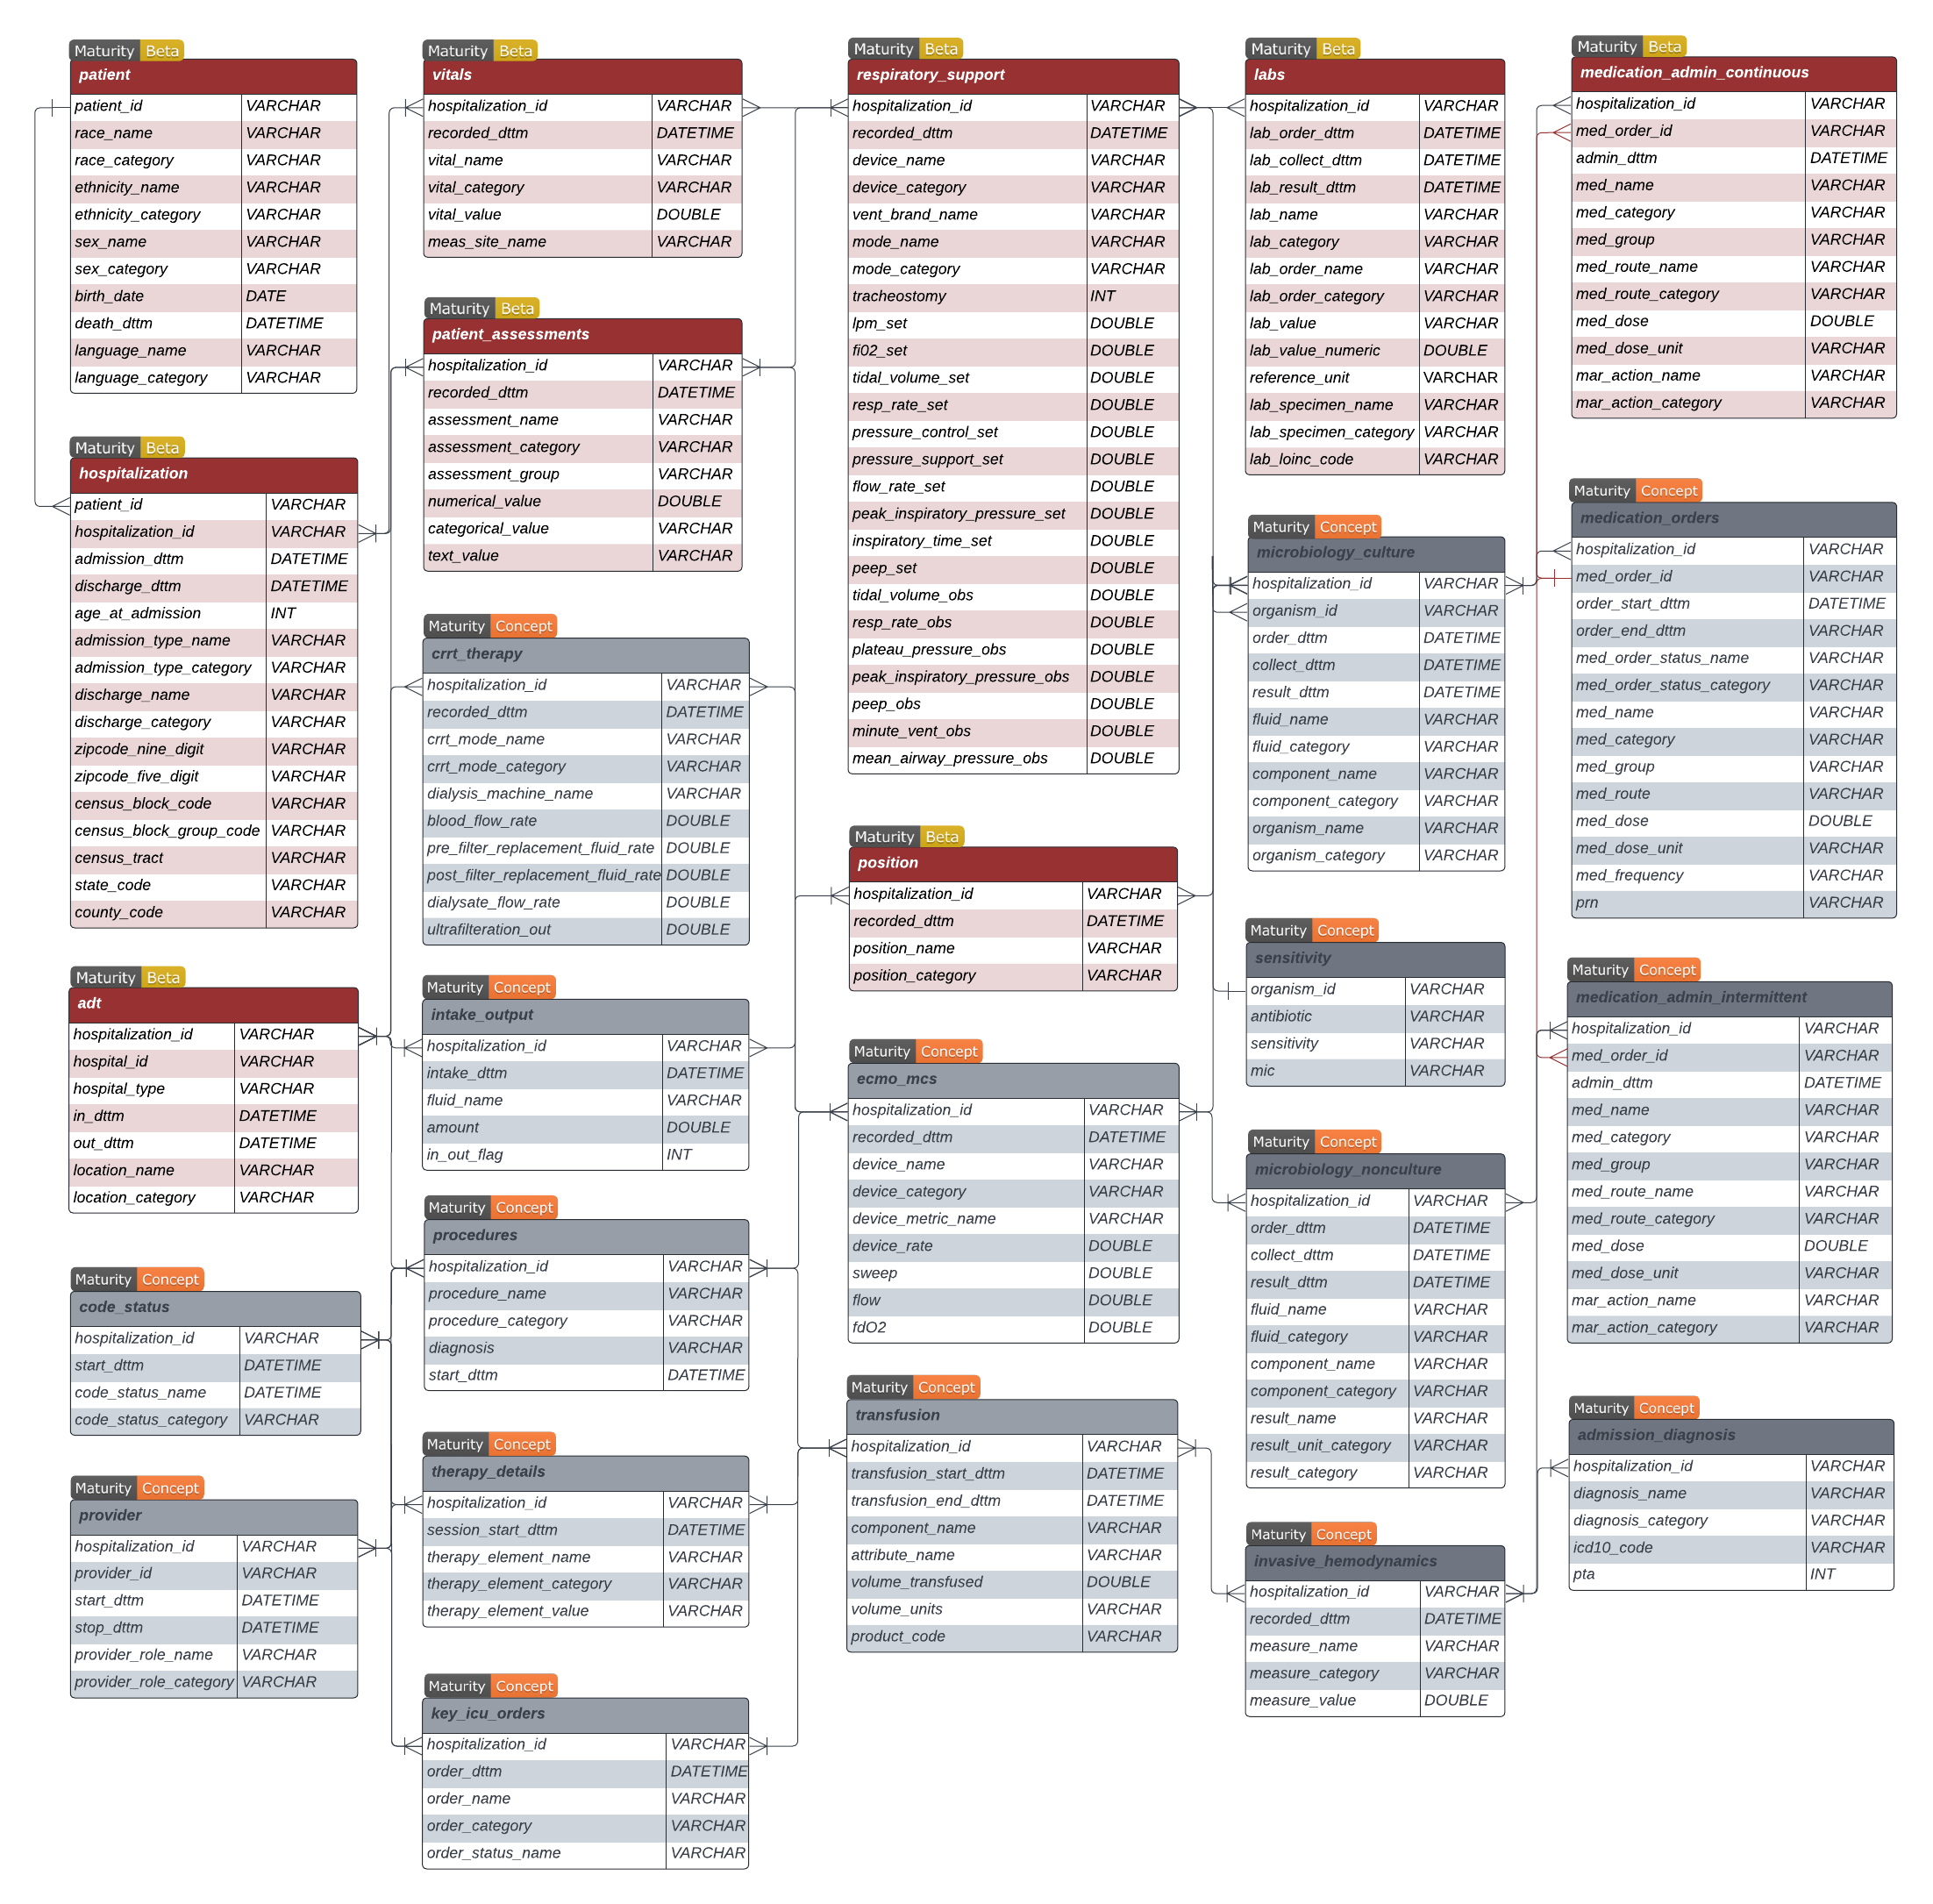 Maturity Beta
patient
patient_id VARCHAR
race_name VARCHAR
race_category VARCHAR
ethnicity_name VARCHAR
ethnicity_category VARCHAR
sex_name VARCHAR
sex_category VARCHAR
birth_date DATE
death_dttm DATETIME
language_name VARCHAR
language_category VARCHAR
Maturity Beta
hospitalization
patient_id VARCHAR
hospitalization_id VARCHAR
admission_dttm DATETIME
discharge_dttm DATETIME
age_at_admission INT
admission_type_name VARCHAR
admission_type_category VARCHAR
discharge_name VARCHAR
discharge_category VARCHAR
zipcode_nine_digit VARCHAR
zipcode_five_digit VARCHAR
census_block_code VARCHAR
census_block_group_code VARCHAR
census_tract VARCHAR
state_code VARCHAR
county_code VARCHAR
Maturity Beta
adt
hospitalization_id VARCHAR
hospital_id VARCHAR
hospital_type VARCHAR
in_dttm DATETIME
out_dttm DATETIME
location_name VARCHAR
location_category VARCHAR
Maturity Concept
code_status
hospitalization_id VARCHAR
start_dttm DATETIME
code_status_name DATETIME
code_status_category VARCHAR
Maturity Concept
provider
hospitalization_id VARCHAR
provider_id VARCHAR
start_dttm DATETIME
stop_dttm DATETIME
provider_role_name VARCHAR
provider_role_category VARCHAR
Maturity Beta
vitals
hospitalization_id VARCHAR
recorded_dttm DATETIME
vital_name VARCHAR
vital_category VARCHAR
vital_value DOUBLE
meas_site_name VARCHAR
Maturity Beta
patient_assessments
hospitalization_id VARCHAR
recorded_dttm DATETIME
assessment_name VARCHAR
assessment_category VARCHAR
assessment_group VARCHAR
numerical_value DOUBLE
categorical_value VARCHAR
text_value VARCHAR
Maturity Concept
crrt_therapy
hospitalization_id VARCHAR
recorded_dttm DATETIME
crrt_mode_name VARCHAR
crrt_mode_category VARCHAR
dialysis_machine_name VARCHAR
blood_flow_rate DOUBLE
pre_filter_replacement_fluid_rate DOUBLE
post_filter_replacement_fluid_rate DOUBLE
dialysate_flow_rate DOUBLE
ultrafilteration_out DOUBLE
Maturity Concept
intake_output
hospitalization_id VARCHAR
intake_dttm DATETIME
fluid_name VARCHAR
amount DOUBLE
in_out_flag INT
Maturity Concept
procedures
hospitalization_id VARCHAR
procedure_name VARCHAR
procedure_category VARCHAR
diagnosis VARCHAR
start_dttm DATETIME
Maturity Concept
therapy_details
hospitalization_id VARCHAR
session_start_dttm DATETIME
therapy_element_name VARCHAR
therapy_element_category VARCHAR
therapy_element_value VARCHAR
Maturity Concept
key_icu_orders
hospitalization_id VARCHAR
order_dttm DATETIME
order_name VARCHAR
order_category VARCHAR
order_status_name VARCHAR
Maturity Beta
respiratory_support
hospitalization_id VARCHAR
recorded_dttm DATETIME
device_name VARCHAR
device_category VARCHAR
vent_brand_name VARCHAR
mode_name VARCHAR
mode_category VARCHAR
tracheostomy INT
lpm_set DOUBLE
fi02_set DOUBLE
tidal_volume_set DOUBLE
resp_rate_set DOUBLE
pressure_control_set DOUBLE
pressure_support_set DOUBLE
flow_rate_set DOUBLE
peak_inspiratory_pressure_set DOUBLE
inspiratory_time_set DOUBLE
peep_set DOUBLE
tidal_volume_obs DOUBLE
resp_rate_obs DOUBLE
plateau_pressure_obs DOUBLE
peak_inspiratory_pressure_obs DOUBLE
peep_obs DOUBLE
minute_vent_obs DOUBLE
mean_airway_pressure_obs DOUBLE
Maturity Beta
position
hospitalization_id VARCHAR
recorded_dttm DATETIME
position_name VARCHAR
position_category VARCHAR
Maturity Concept
ecmo_mcs
hospitalization_id VARCHAR
recorded_dttm DATETIME
device_name VARCHAR
device_category VARCHAR
device_metric_name VARCHAR
device_rate DOUBLE
sweep DOUBLE
flow DOUBLE
fdO2 DOUBLE
Maturity Concept
transfusion
hospitalization_id VARCHAR
transfusion_start_dttm DATETIME
transfusion_end_dttm DATETIME
component_name VARCHAR
attribute_name VARCHAR
volume_transfused DOUBLE
volume_units VARCHAR
product_code VARCHAR
Maturity Beta
labs
hospitalization_id VARCHAR
lab_order_dttm DATETIME
lab_collect_dttm DATETIME
lab_result_dttm DATETIME
lab_name VARCHAR
lab_category VARCHAR
lab_order_name VARCHAR
lab_order_category VARCHAR
lab_value VARCHAR
lab_value_numeric DOUBLE
reference_unit VARCHAR
lab_specimen_name VARCHAR
lab_specimen_category VARCHAR
lab_loinc_code VARCHAR
Maturity Concept
microbiology_culture
hospitalization_id VARCHAR
organism_id VARCHAR
order_dttm DATETIME
collect_dttm DATETIME
result_dttm DATETIME
fluid_name VARCHAR
fluid_category VARCHAR
component_name VARCHAR
component_category VARCHAR
organism_name VARCHAR
organism_category VARCHAR
Maturity Concept
sensitivity
organism_id VARCHAR
antibiotic VARCHAR
sensitivity VARCHAR
mic VARCHAR
Maturity Concept
microbiology_nonculture
hospitalization_id VARCHAR
order_dttm DATETIME
collect_dttm DATETIME
result_dttm DATETIME
fluid_name VARCHAR
fluid_category VARCHAR
component_name VARCHAR
component_category VARCHAR
result_name VARCHAR
result_unit_category VARCHAR
result_category VARCHAR
Maturity Concept
invasive_hemodynamics
hospitalization_id VARCHAR
recorded_dttm DATETIME
measure_name VARCHAR
measure_category VARCHAR
measure_value DOUBLE
Maturity Beta
medication_admin_continuous
hospitalization_id VARCHAR
med_order_id VARCHAR
admin_dttm DATETIME
med_name VARCHAR
med_category VARCHAR
med_group VARCHAR
med_route_name VARCHAR
med_route_category VARCHAR
med_dose DOUBLE
med_dose_unit VARCHAR
mar_action_name VARCHAR
mar_action_category VARCHAR
Maturity Concept
medication_orders
hospitalization_id VARCHAR
med_order_id VARCHAR
order_start_dttm DATETIME
order_end_dttm VARCHAR
med_order_status_name VARCHAR
med_order_status_category VARCHAR
med_name VARCHAR
med_category VARCHAR
med_group VARCHAR
med_route VARCHAR
med_dose DOUBLE
med_dose_unit VARCHAR
med_frequency VARCHAR
prn VARCHAR
Maturity Concept
medication_admin_intermittent
hospitalization_id VARCHAR
med_order_id VARCHAR
admin_dttm DATETIME
med_name VARCHAR
med_category VARCHAR
med_group VARCHAR
med_route_name VARCHAR
med_route_category VARCHAR
med_dose DOUBLE
med_dose_unit VARCHAR
mar_action_name VARCHAR
mar_action_category VARCHAR
Maturity Concept
admission_diagnosis
hospitalization_id VARCHAR
diagnosis_name VARCHAR
diagnosis_category VARCHAR
icd10_code VARCHAR
pta INT